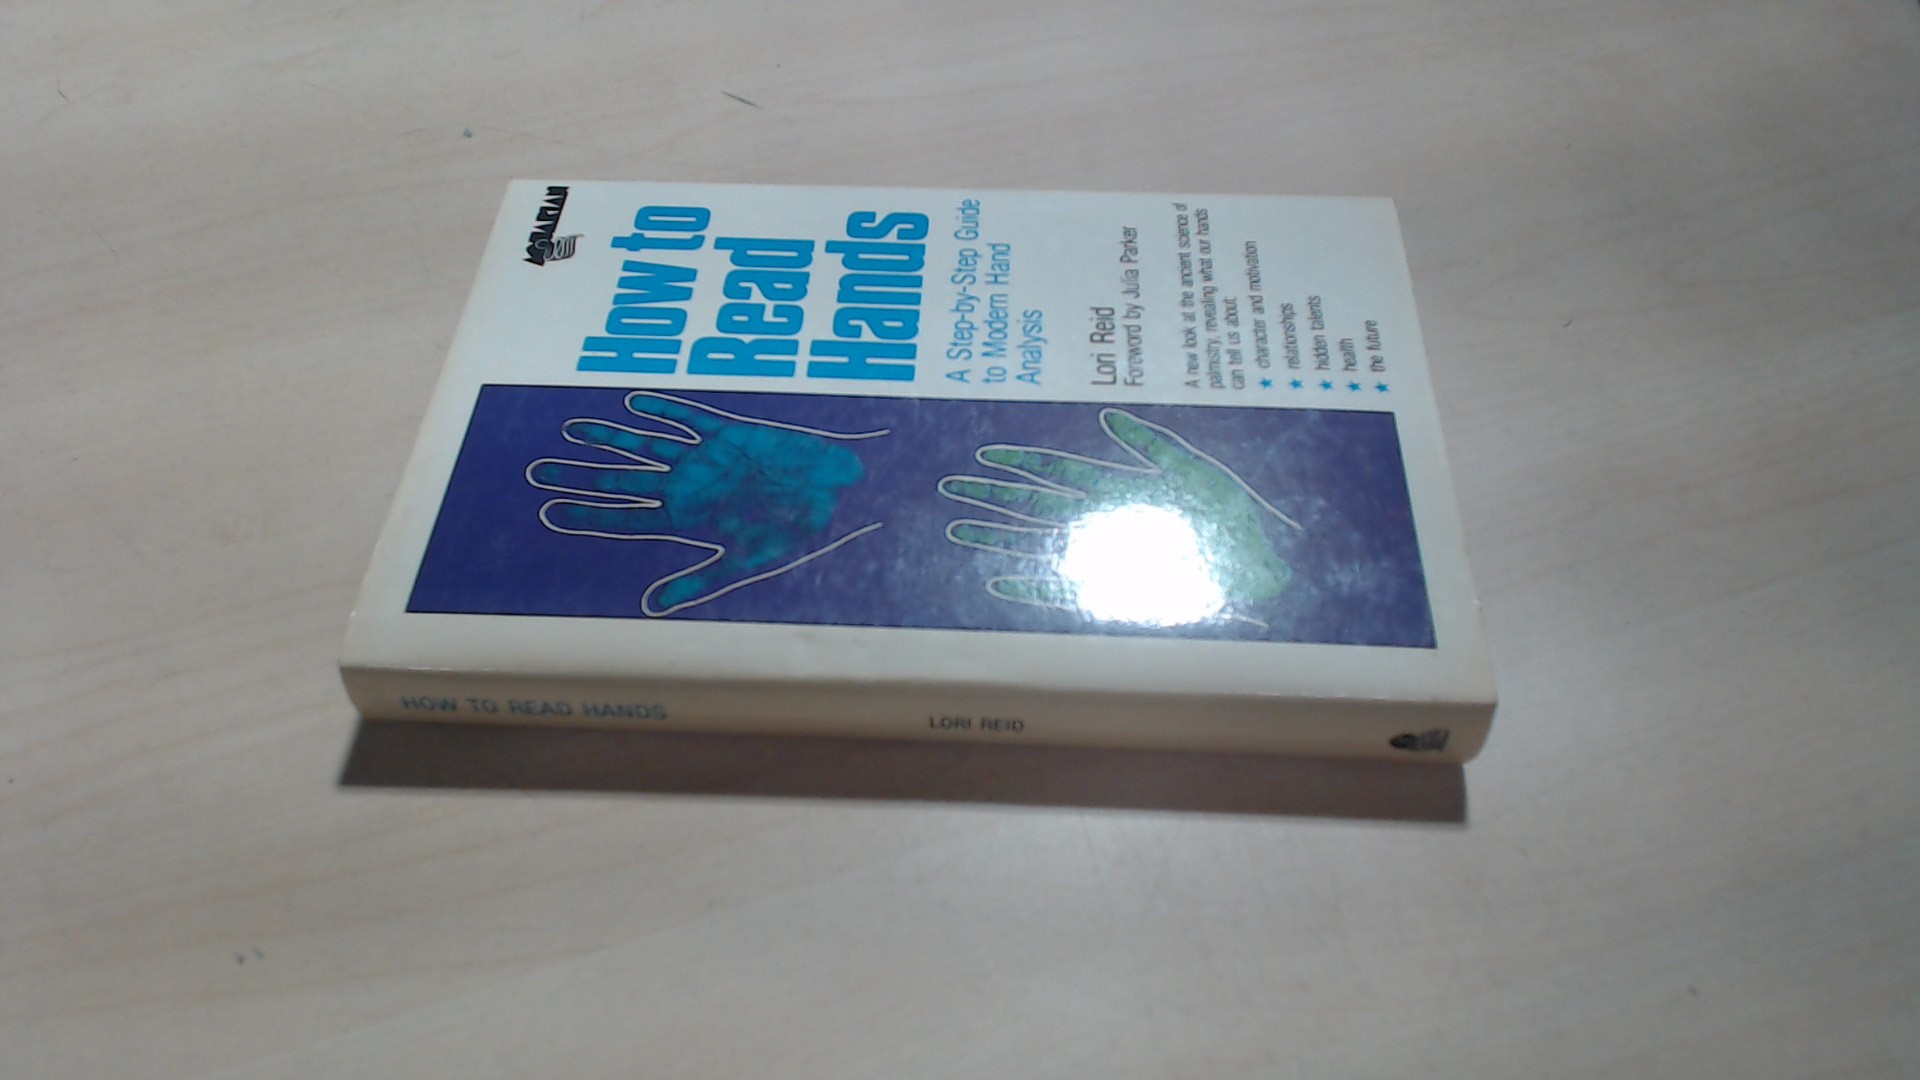 AQUARIAN
How to
Read
Hands
A Step-by-Step Guide
to Modern Hand
Analysis
Lori Reid
Foreword by Julia Parker
A new look at the ancient science of
palmistry, revealing what our hands
can tell us about:
★ character and motivation
★ relationships
★ hidden talents
★ health
★ the future
HOW TO READ HANDS
LORI REID